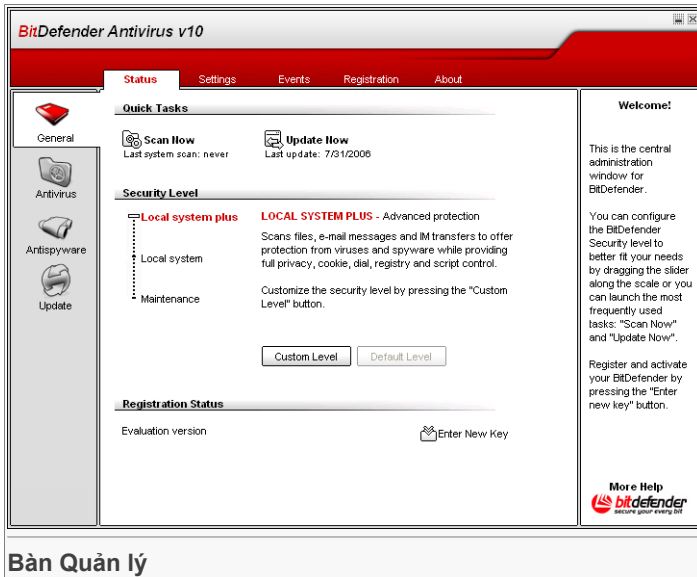 BitDefender Antivirus v10
Status Settings Events Registration About
General
Antivirus
Antispyware
Update
Quick Tasks
Scan Now
Last system scan: never
Update Now
Last update: 7/31/2006
Security Level
Local system plus
Local system
Maintenance
LOCAL SYSTEM PLUS - Advanced protection
Scans files, e-mail messages and IM transfers to offer
protection from viruses and spyware while providing
full privacy, cookie, dial, registry and script control.
Customize the security level by pressing the "Custom
Level" button.
Custom Level Default Level
Registration Status
Evaluation version
Enter New Key
Welcome!
This is the central
administration
window for
BitDefender.
You can configure
the BitDefender
Security level to
better fit your needs
by dragging the slider
along the scale or you
can launch the most
frequently used
tasks: "Scan Now"
and "Update Now".
Register and activate
your BitDefender by
pressing the "Enter
new key" button.
More Help
bitdefender
secure your every bit
Bàn Quản lý